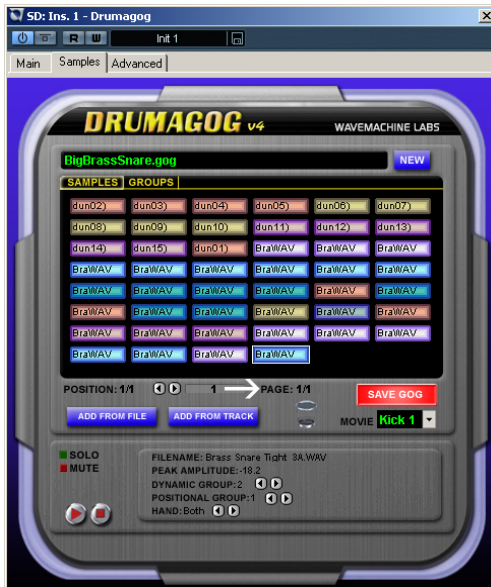 SD: Ins. 1 - Drumagog
R W Init 1
Main Samples Advanced
DRUMAGOG v4 WAVEMACHINE LABS
BigBrassSnare.gog NEW
SAMPLES GROUPS
dun02) dun03) dun04) dun05) dun06) dun07)
dun08) dun09) dun10) dun11) dun12) dun13)
dun14) dun15) dun01) BraWAV BraWAV BraWAV
BraWAV BraWAV BraWAV BraWAV BraWAV BraWAV
BraWAV BraWAV BraWAV BraWAV BraWAV BraWAV
BraWAV BraWAV BraWAV BraWAV BraWAV BraWAV
BraWAV BraWAV BraWAV BraWAV BraWAV BraWAV
BraWAV BraWAV BraWAV BraWAV
POSITION: 1/1 1 PAGE: 1/1
SAVE GOG
ADD FROM FILE ADD FROM TRACK MOVIE Kick 1
SOLO
MUTE
FILENAME: Brass Snare Tight 3A.WAV
PEAK AMPLITUDE:-18.2
DYNAMIC GROUP:2
POSITIONAL GROUP:1
HAND:Both